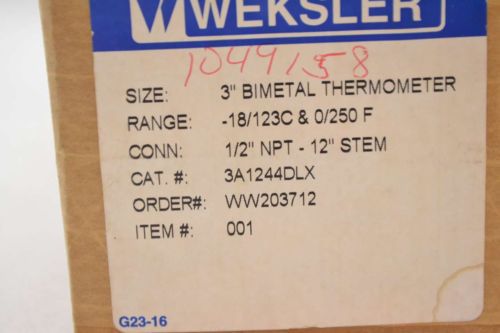 WEKSLER
1044158
SIZE: 3" BIMETAL THERMOMETER
RANGE: -18/123C & 0/250 F
CONN: 1/2" NPT - 12" STEM
CAT. #: 3A1244DLX
ORDER#: WW203712
ITEM #: 001
G23-16